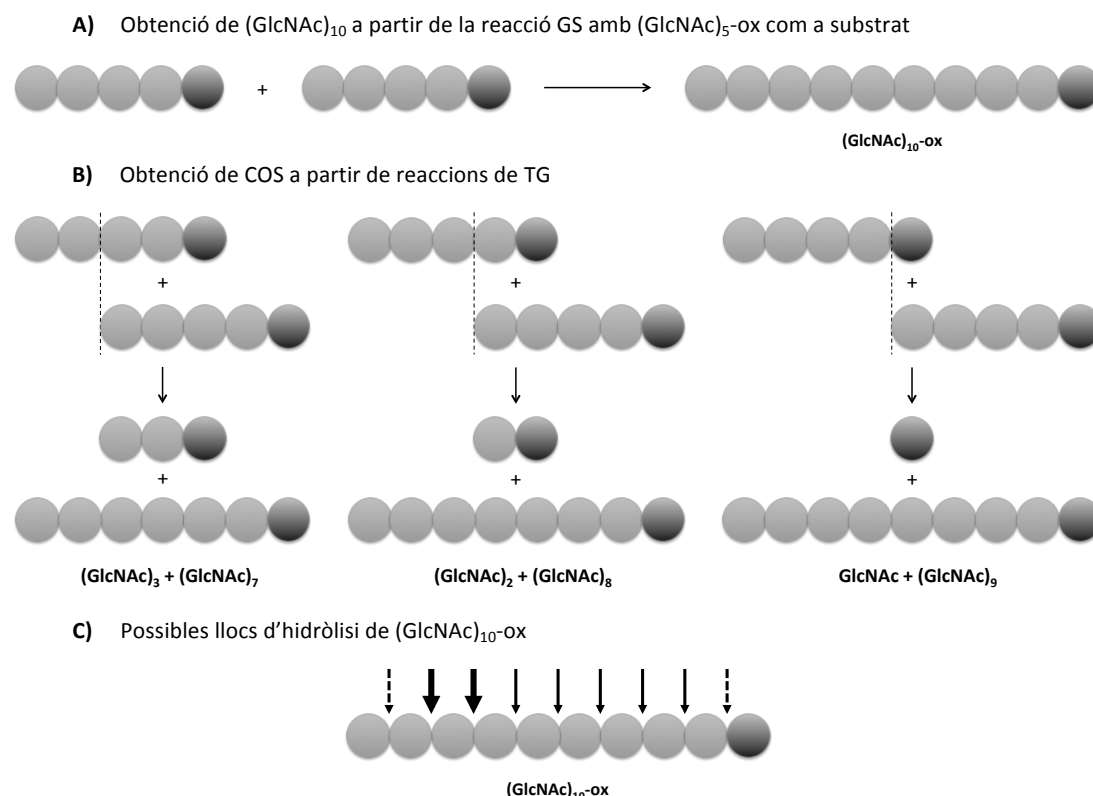 A) Obtenció de (GlcNAc)₁₀ a partir de la reacció GS amb (GlcNAc)₅-ox com a substrat
+
(GlcNAc)₁₀-ox
B) Obtenció de COS a partir de reaccions de TG
+ + +
+ + +
(GlcNAc)₃ + (GlcNAc)₇ (GlcNAc)₂ + (GlcNAc)₈ GlcNAc + (GlcNAc)₉
C) Possibles llocs d’hidròlisi de (GlcNAc)₁₀-ox
(GlcNAc)₁₀-ox